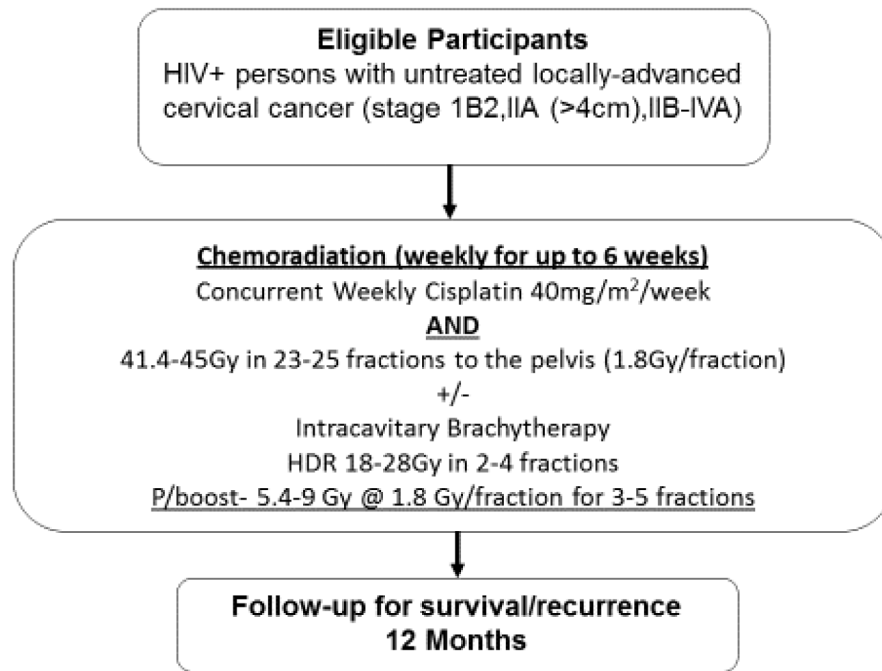 Eligible Participants
HIV+ persons with untreated locally-advanced
cervical cancer (stage 1B2,IIA (>4cm),IIB-IVA)
Chemoradiation (weekly for up to 6 weeks)
Concurrent Weekly Cisplatin 40mg/m²/week
AND
41.4-45Gy in 23-25 fractions to the pelvis (1.8Gy/fraction)
+/-
Intracavitary Brachytherapy
HDR 18-28Gy in 2-4 fractions
P/boost- 5.4-9 Gy @ 1.8 Gy/fraction for 3-5 fractions
Follow-up for survival/recurrence
12 Months